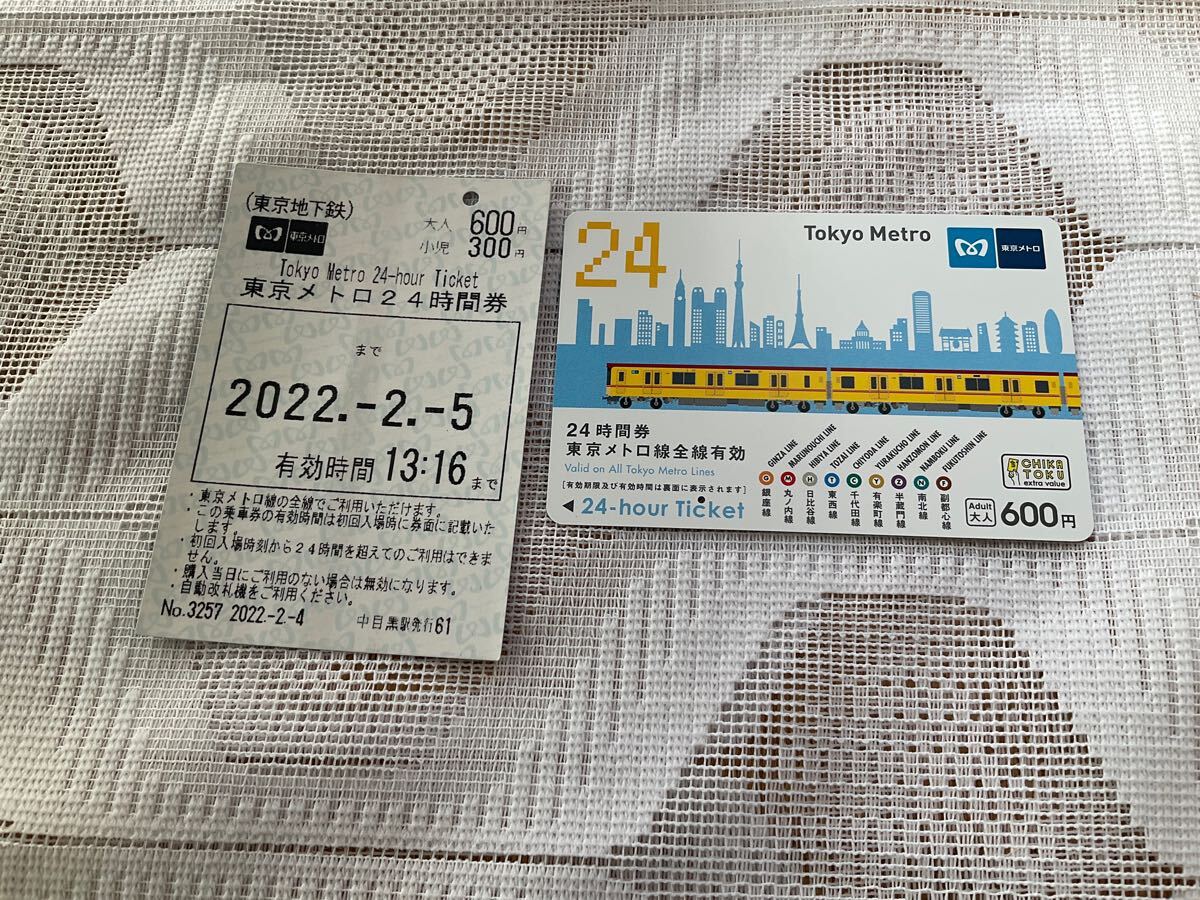 (東京地下鉄)
東京メトロ
大人 600円
小児 300円
Tokyo Metro 24-hour Ticket
東京メトロ24時間券
まで
2022.-2.-5
有効時間 13:16まで
・東京メトロ線の全線でご利用いただけます。
・この乗車券の有効時間は初回入場時に券面に記載いた
します。
・初回入場時刻から24時間を超えてのご利用はできま
せん。
・購入当日にご利用のない場合は無効になります。
・自動改札機をご利用ください。
No.3257 2022.-2.-4 中目黒駅発行61
24
Tokyo Metro
東京メトロ
24時間券
東京メトロ線全線有効
Valid on All Tokyo Metro Lines
[有効期限及び有効時間は裏面に表示されます]
◀ 24-hour Ticket
GINZA LINE
MARUNOUCHI LINE
HIBIYA LINE
TOZAI LINE
CHIYODA LINE
YURAKUCHO LINE
HANZOMON LINE
NAMBOKU LINE
FUKUTOSHIN LINE
G M H T C Y Z N F
銀座線
丸ノ内線
日比谷線
東西線
千代田線
有楽町線
半蔵門線
南北線
副都心線
CHIKA
TOKU
extra value
Adult
大人
600円